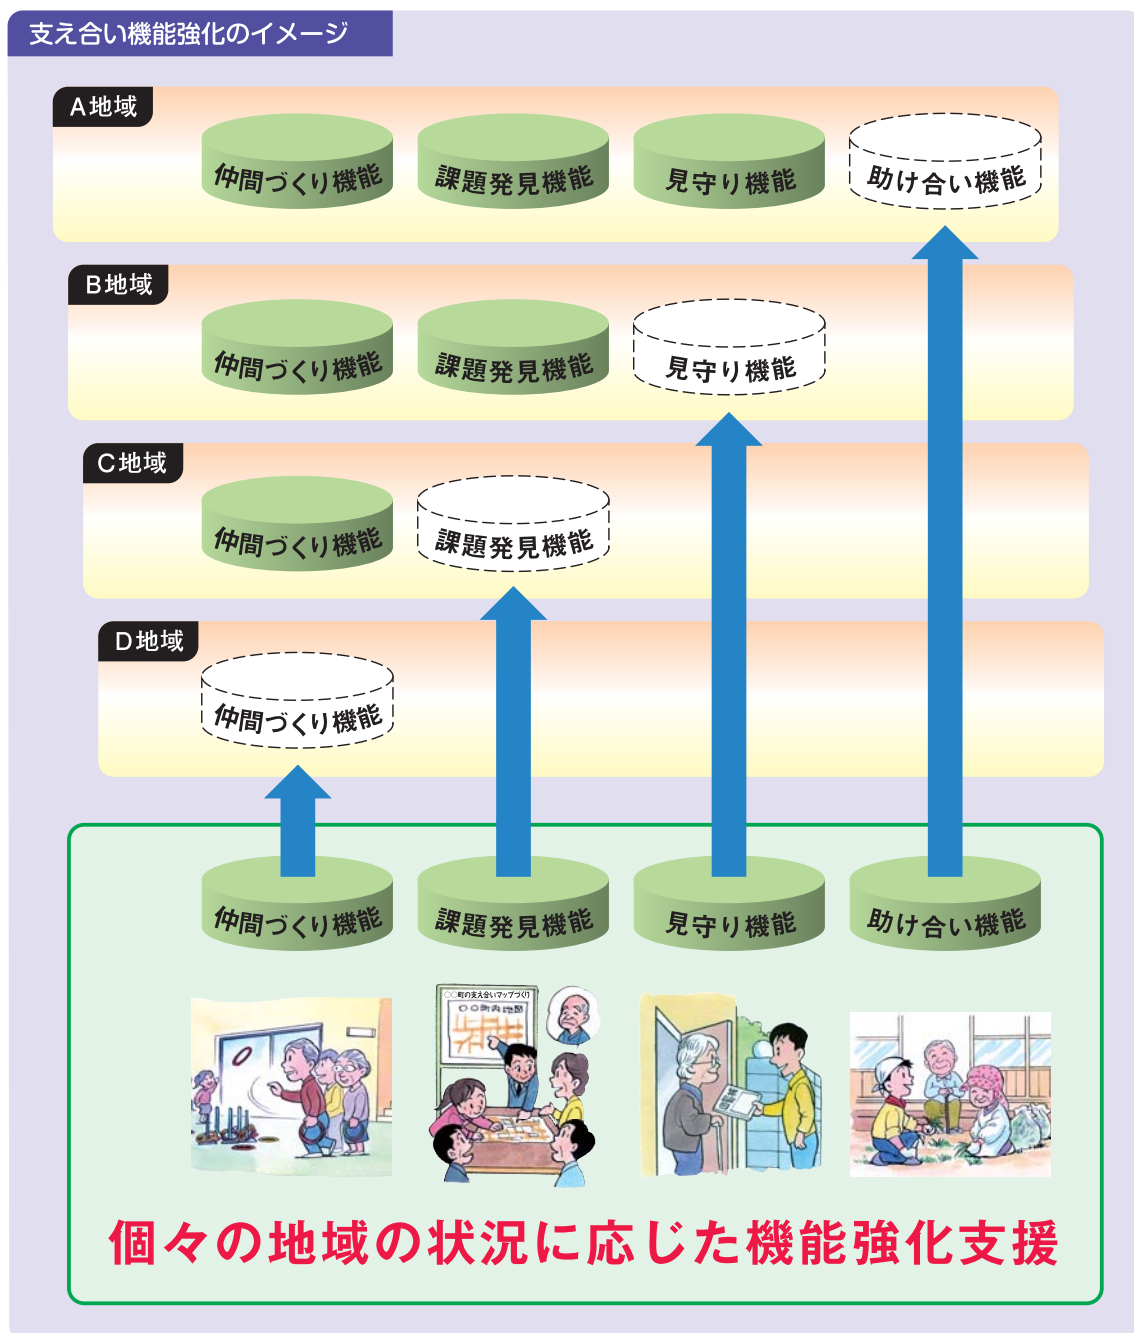 支え合い機能強化のイメージ
A地域
仲間づくり機能
課題発見機能
見守り機能
助け合い機能
B地域
仲間づくり機能
課題発見機能
見守り機能
C地域
仲間づくり機能
課題発見機能
D地域
仲間づくり機能
仲間づくり機能
課題発見機能
見守り機能
助け合い機能
○○町の支え合いマップづくり
○○町内地図
個々の地域の状況に応じた機能強化支援